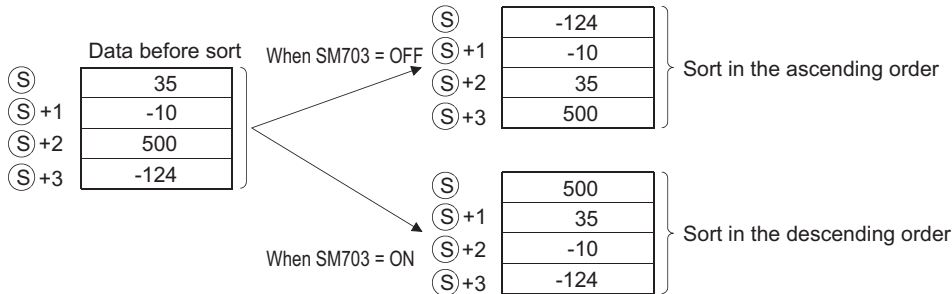 Data before sort
Ⓢ 35
Ⓢ+1 -10
Ⓢ+2 500
Ⓢ+3 -124
When SM703 = OFF
Ⓢ -124
Ⓢ+1 -10
Ⓢ+2 35
Ⓢ+3 500
Sort in the ascending order
When SM703 = ON
Ⓢ 500
Ⓢ+1 35
Ⓢ+2 -10
Ⓢ+3 -124
Sort in the descending order